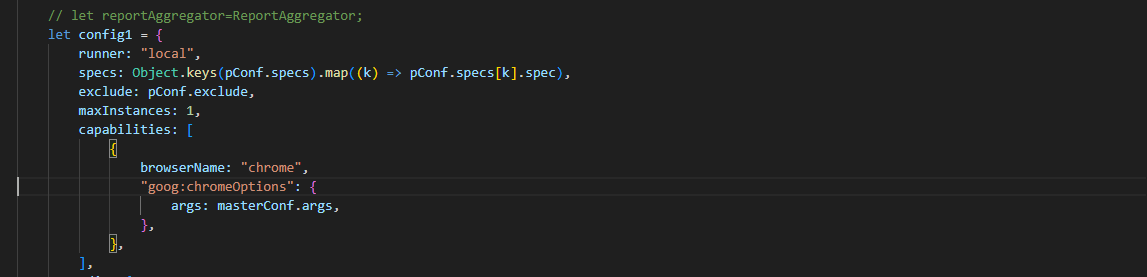 // let reportAggregator=ReportAggregator;
let config1 = {
runner: "local",
specs: Object.keys(pConf.specs).map((k) => pConf.specs[k].spec),
exclude: pConf.exclude,
maxInstances: 1,
capabilities: [
{
browserName: "chrome",
"goog:chromeOptions": {
args: masterConf.args,
},
},
],